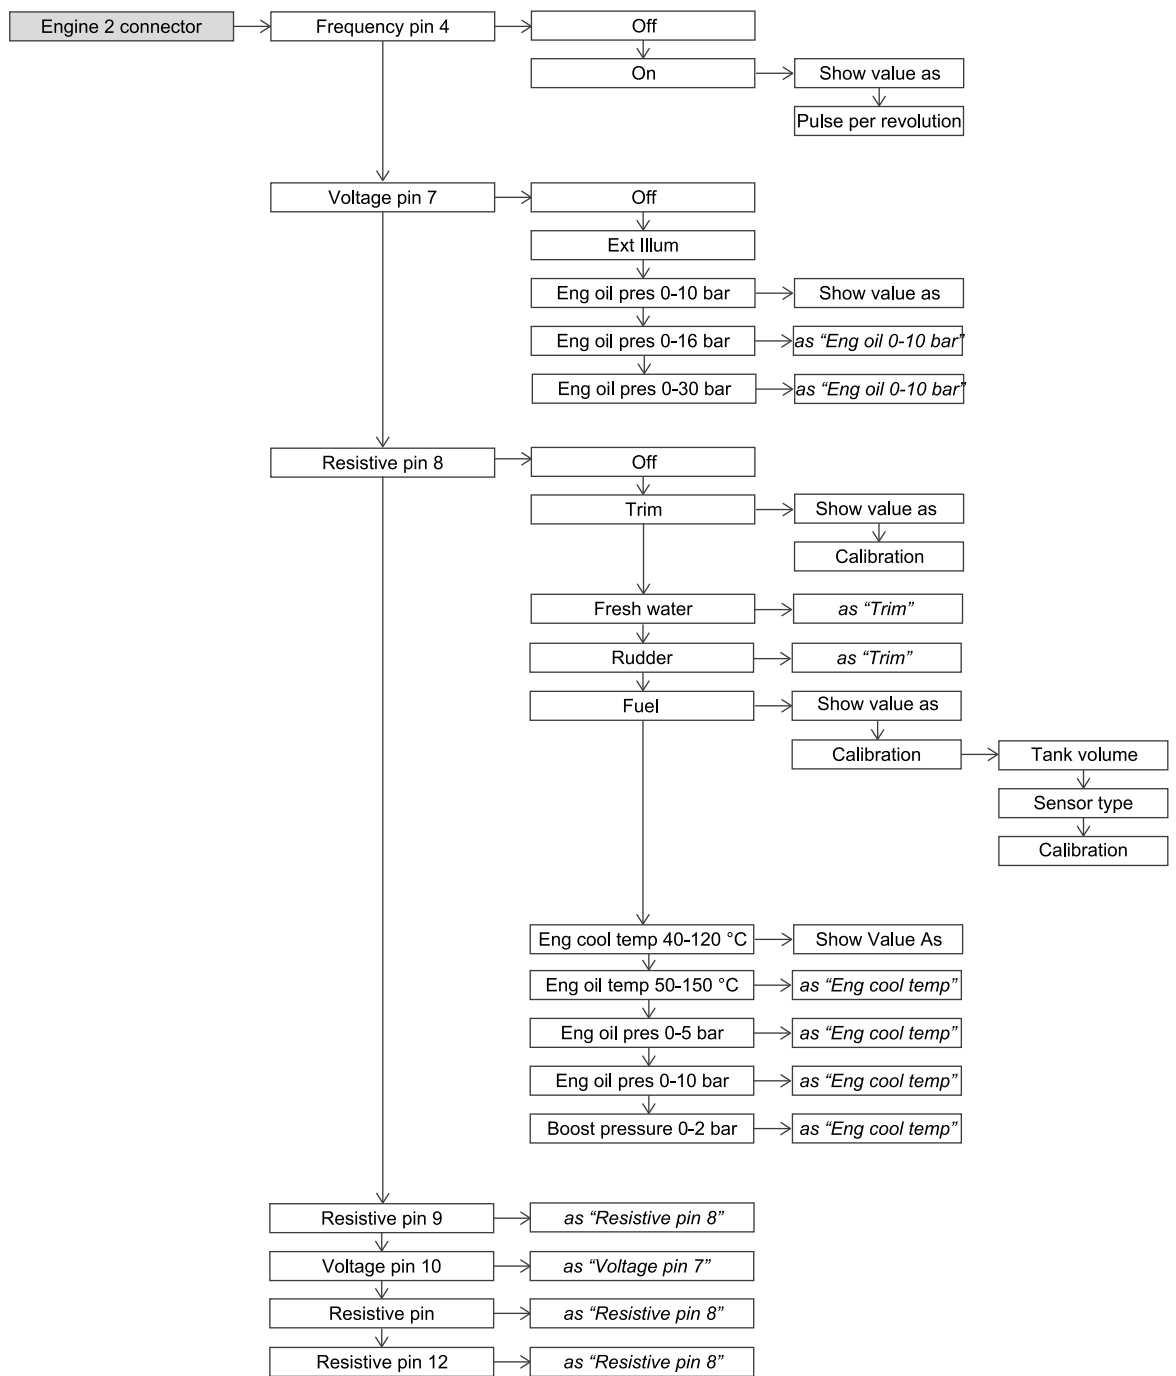 Engine 2 connector
Frequency pin 4
Off
On
Show value as
Pulse per revolution
Voltage pin 7
Off
Ext Illum
Eng oil pres 0-10 bar
Show value as
Eng oil pres 0-16 bar
as “Eng oil 0-10 bar”
Eng oil pres 0-30 bar
as “Eng oil 0-10 bar”
Resistive pin 8
Off
Trim
Show value as
Calibration
Fresh water
as “Trim”
Rudder
as “Trim”
Fuel
Show value as
Calibration
Tank volume
Sensor type
Calibration
Eng cool temp 40-120 °C
Show Value As
Eng oil temp 50-150 °C
as “Eng cool temp”
Eng oil pres 0-5 bar
as “Eng cool temp”
Eng oil pres 0-10 bar
as “Eng cool temp”
Boost pressure 0-2 bar
as “Eng cool temp”
Resistive pin 9
as “Resistive pin 8”
Voltage pin 10
as “Voltage pin 7”
Resistive pin
as “Resistive pin 8”
Resistive pin 12
as “Resistive pin 8”